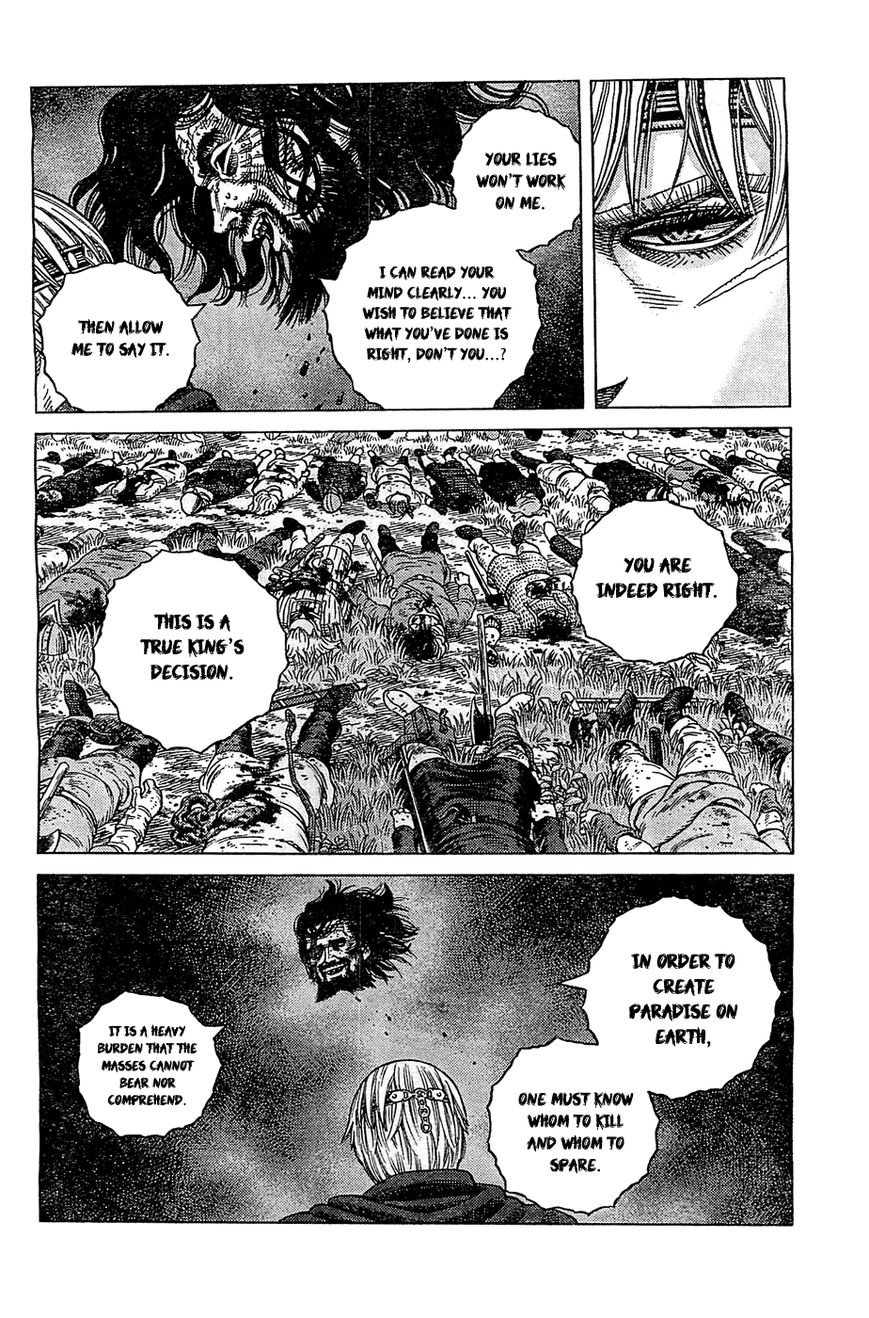 YOUR LIES
WON'T WORK
ON ME.
I CAN READ YOUR
MIND CLEARLY... YOU
WISH TO BELIEVE THAT
WHAT YOU'VE DONE IS
RIGHT, DON'T YOU...?
THEN ALLOW
ME TO SAY IT.
YOU ARE
INDEED RIGHT.
THIS IS A
TRUE KING'S
DECISION.
IN ORDER TO
CREATE
PARADISE ON
EARTH,
ONE MUST KNOW
WHOM TO KILL
AND WHOM TO
SPARE.
IT IS A HEAVY
BURDEN THAT THE
MASSES CANNOT
BEAR NOR
COMPREHEND.